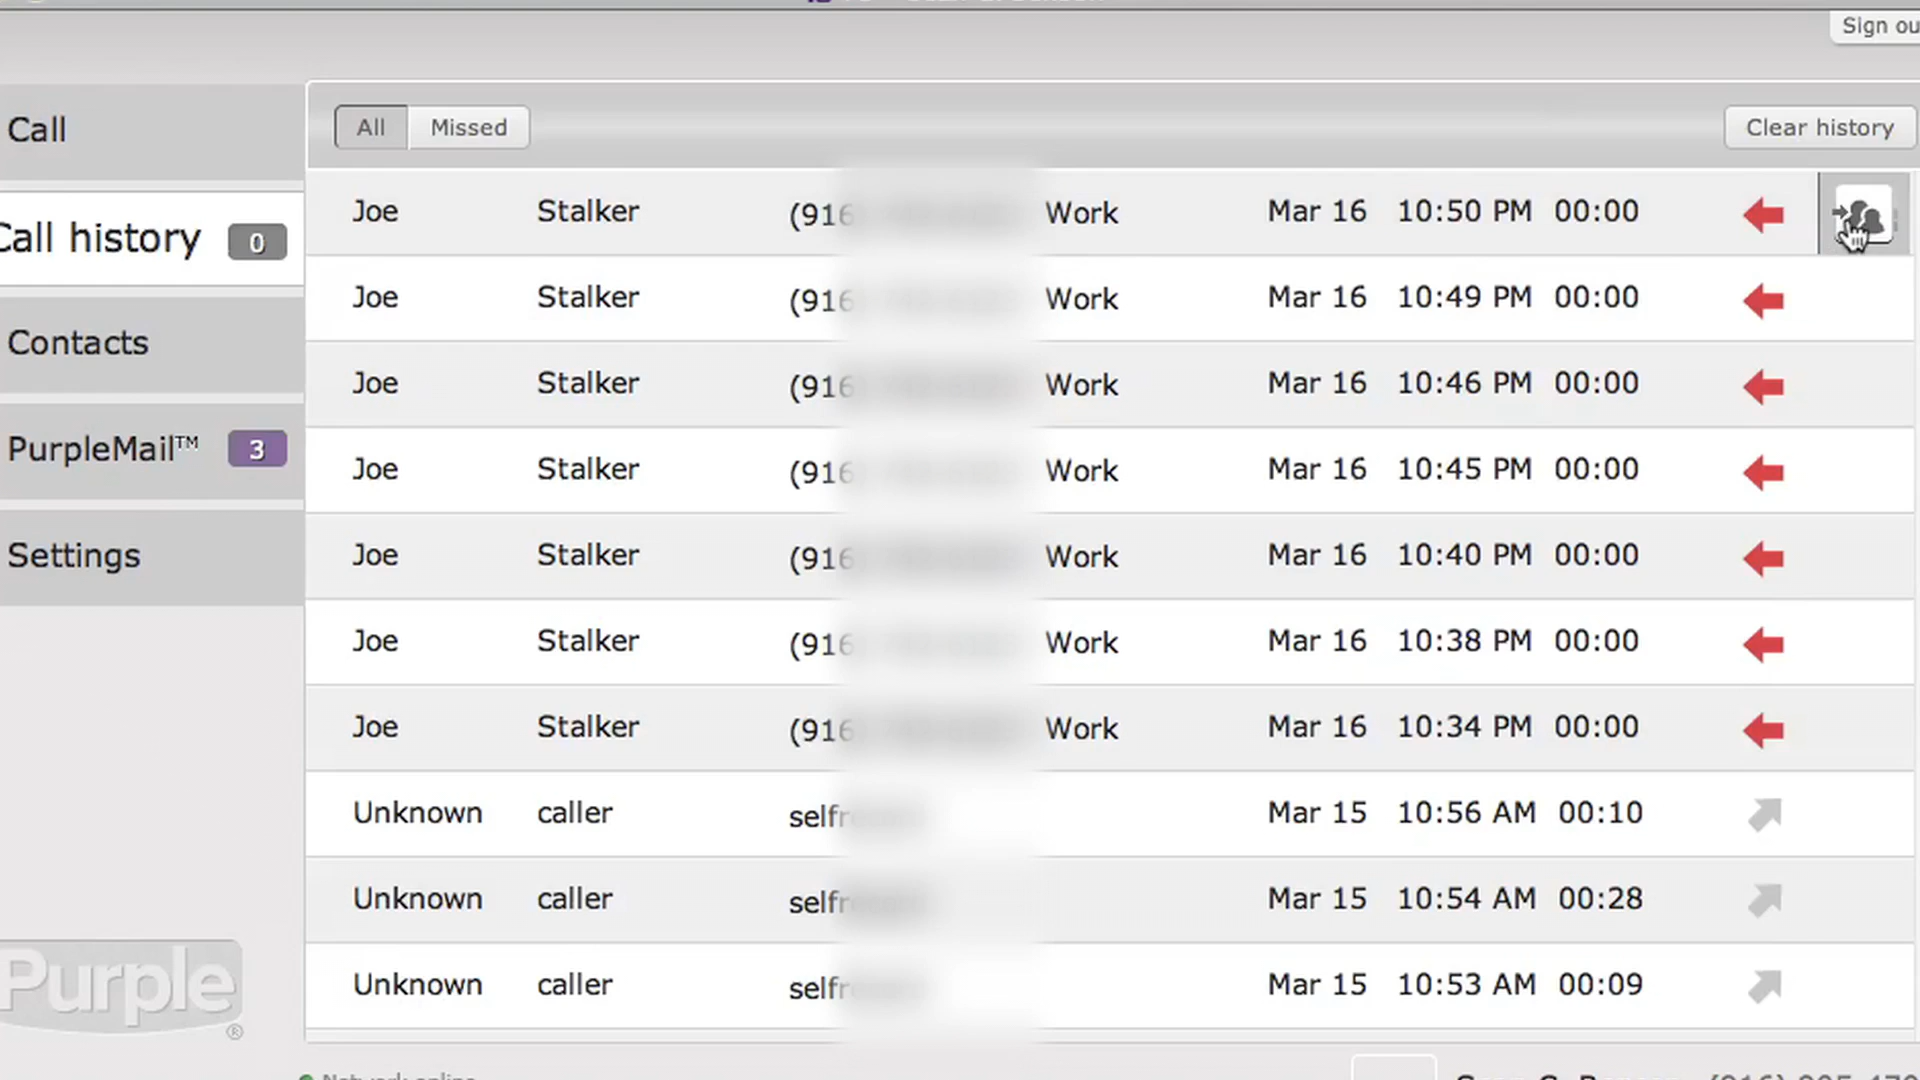 Sign ou
Call
All Missed Clear history
Joe Stalker (916 Work Mar 16 10:50 PM 00:00
Call history 0
Joe Stalker (916 Work Mar 16 10:49 PM 00:00
Contacts
Joe Stalker (916 Work Mar 16 10:46 PM 00:00
PurpleMail™ 3
Joe Stalker (916 Work Mar 16 10:45 PM 00:00
Settings
Joe Stalker (916 Work Mar 16 10:40 PM 00:00
Joe Stalker (916 Work Mar 16 10:38 PM 00:00
Joe Stalker (916 Work Mar 16 10:34 PM 00:00
Unknown caller selfr Mar 15 10:56 AM 00:10
Unknown caller selfr Mar 15 10:54 AM 00:28
Unknown caller selfr Mar 15 10:53 AM 00:09
Purple®
Network online